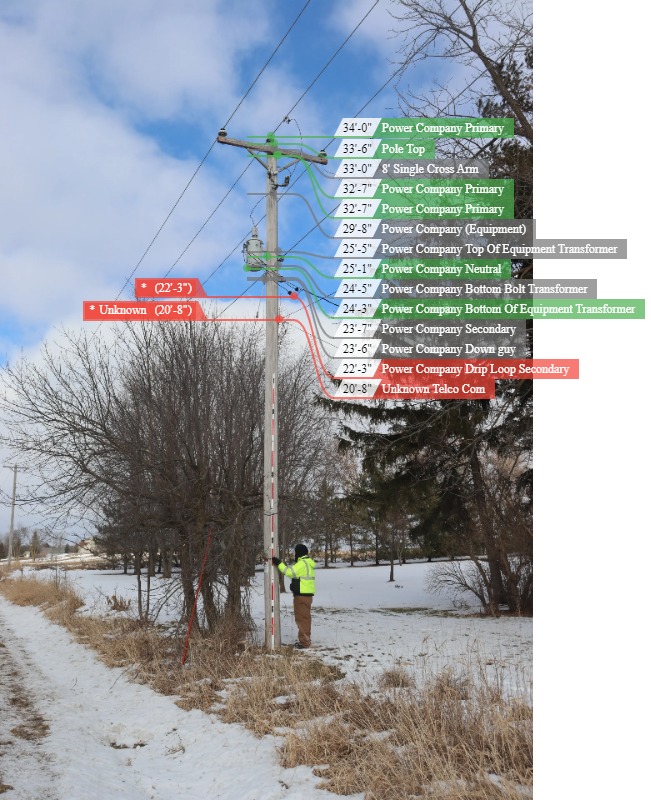 34'-0" Power Company Primary
33'-6" Pole Top
33'-0" 8' Single Cross Arm
32'-7" Power Company Primary
32'-7" Power Company Primary
29'-8" Power Company (Equipment)
25'-5" Power Company Top Of Equipment Transformer
25'-1" Power Company Neutral
24'-5" Power Company Bottom Bolt Transformer
24'-3" Power Company Bottom Of Equipment Transformer
23'-7" Power Company Secondary
23'-6" Power Company Down guy
22'-3" Power Company Drip Loop Secondary
20'-8" Unknown Telco Com
* (22'-3")
* Unknown (20'-8")